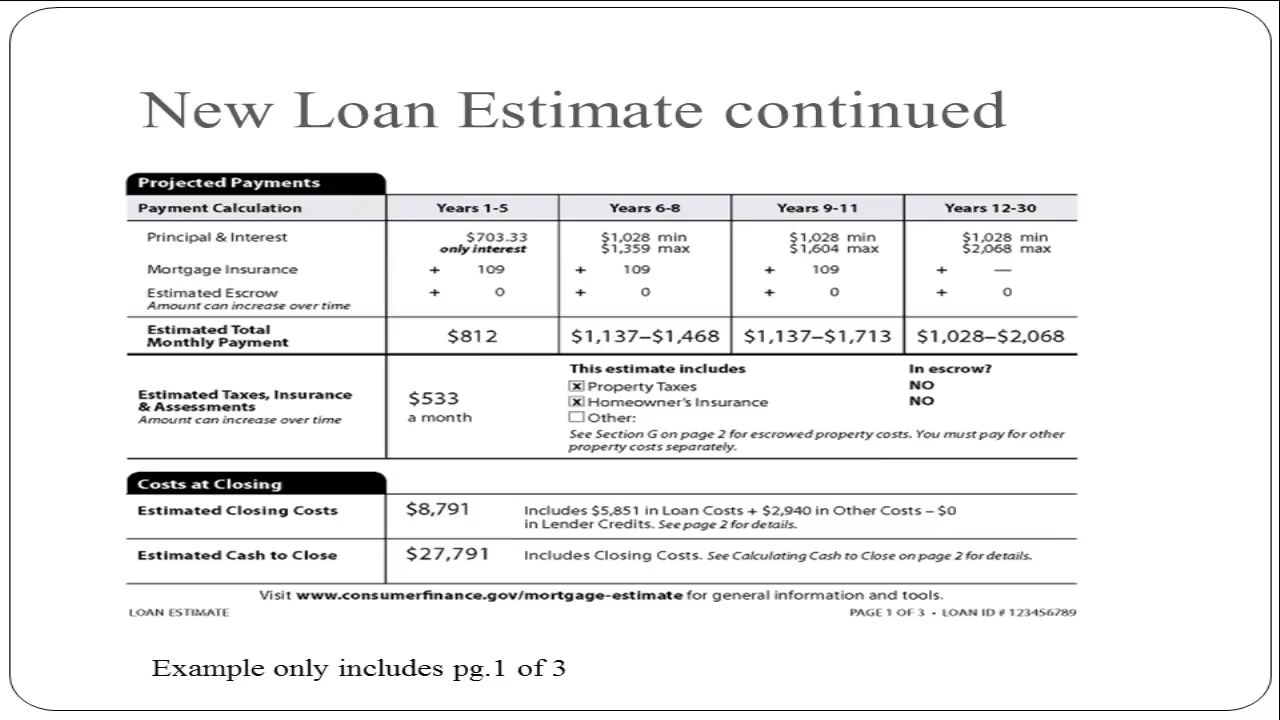 New Loan Estimate continued
Projected Payments
Payment Calculation Years 1-5 Years 6-8 Years 9-11 Years 12-30
Principal & Interest $703.33 $1,028 min $1,028 min $1,028 min
only interest $1,359 max $1,604 max $2,068 max
Mortgage Insurance + 109 + 109 + 109 + —
Estimated Escrow + 0 + 0 + 0 + 0
Amount can increase over time
Estimated Total
Monthly Payment $812 $1,137–$1,468 $1,137–$1,713 $1,028–$2,068
This estimate includes In escrow?
x Property Taxes NO
Estimated Taxes, Insurance
& Assessments $533 x Homeowner's Insurance NO
Amount can increase over time a month Other:
See Section G on page 2 for escrowed property costs. You must pay for other
property costs separately.
Costs at Closing
Estimated Closing Costs $8,791 Includes $5,851 in Loan Costs + $2,940 in Other Costs – $0
in Lender Credits. See page 2 for details.
Estimated Cash to Close $27,791 Includes Closing Costs. See Calculating Cash to Close on page 2 for details.
Visit www.consumerfinance.gov/mortgage-estimate for general information and tools.
LOAN ESTIMATE PAGE 1 OF 3 • LOAN ID # 123456789
Example only includes pg.1 of 3